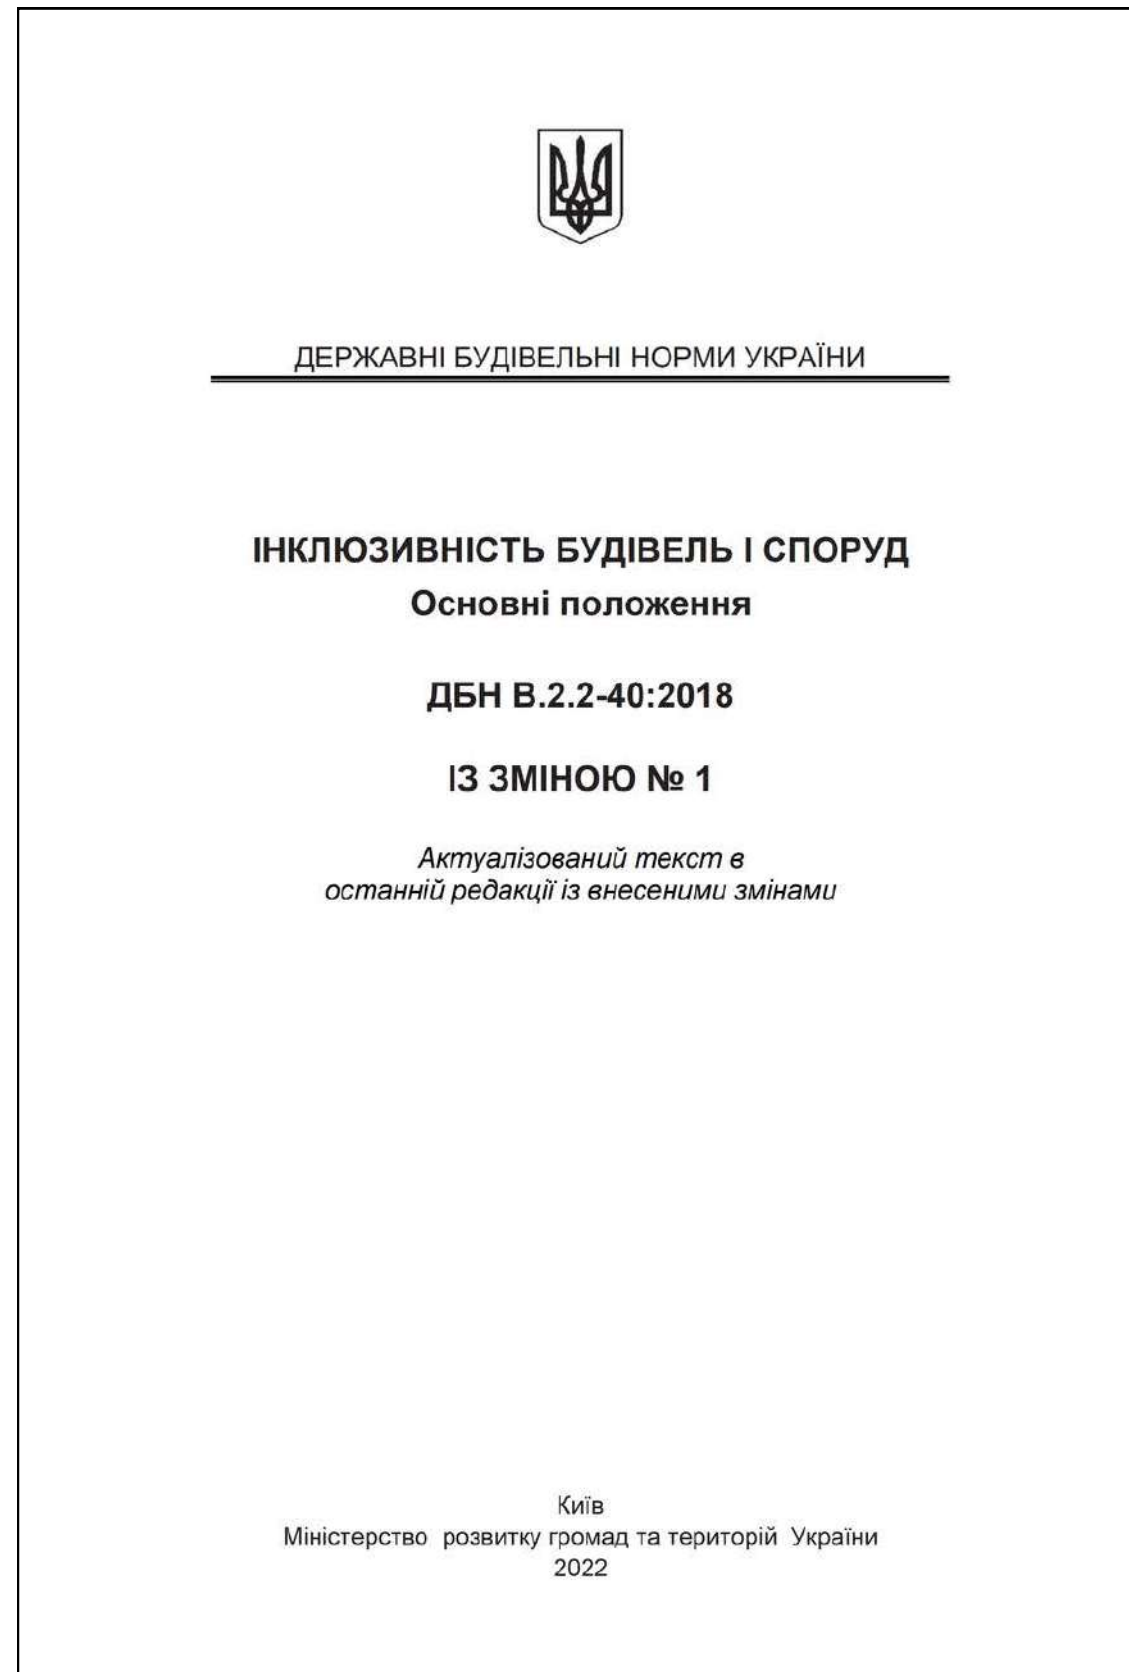 ДЕРЖАВНІ БУДІВЕЛЬНІ НОРМИ УКРАЇНИ
ІНКЛЮЗИВНІСТЬ БУДІВЕЛЬ І СПОРУД
Основні положення
ДБН В.2.2-40:2018
ІЗ ЗМІНОЮ № 1
Актуалізований текст в
останній редакції із внесеними змінами
Київ
Міністерство розвитку громад та територій України
2022